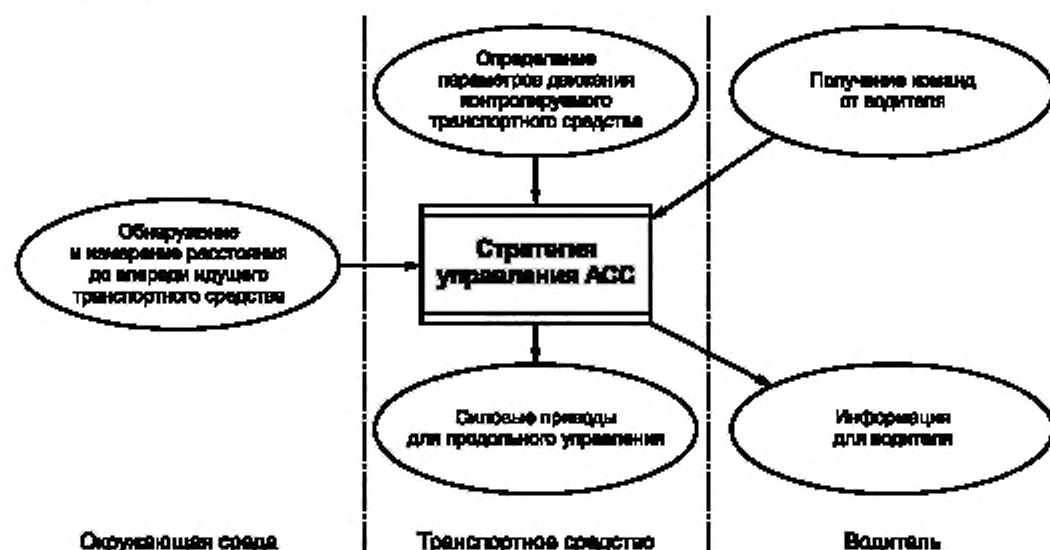 Определение
параметров движения
контролируемого
транспортного средства
Получение команд
от водителя
Обнаружение
и измерение расстояния
до впереди идущего
транспортного средства
Стратегия
управления АСС
Силовые приводы
для продольного управления
Информация
для водителя
Окружающая среда
Транспортное средство
Водитель